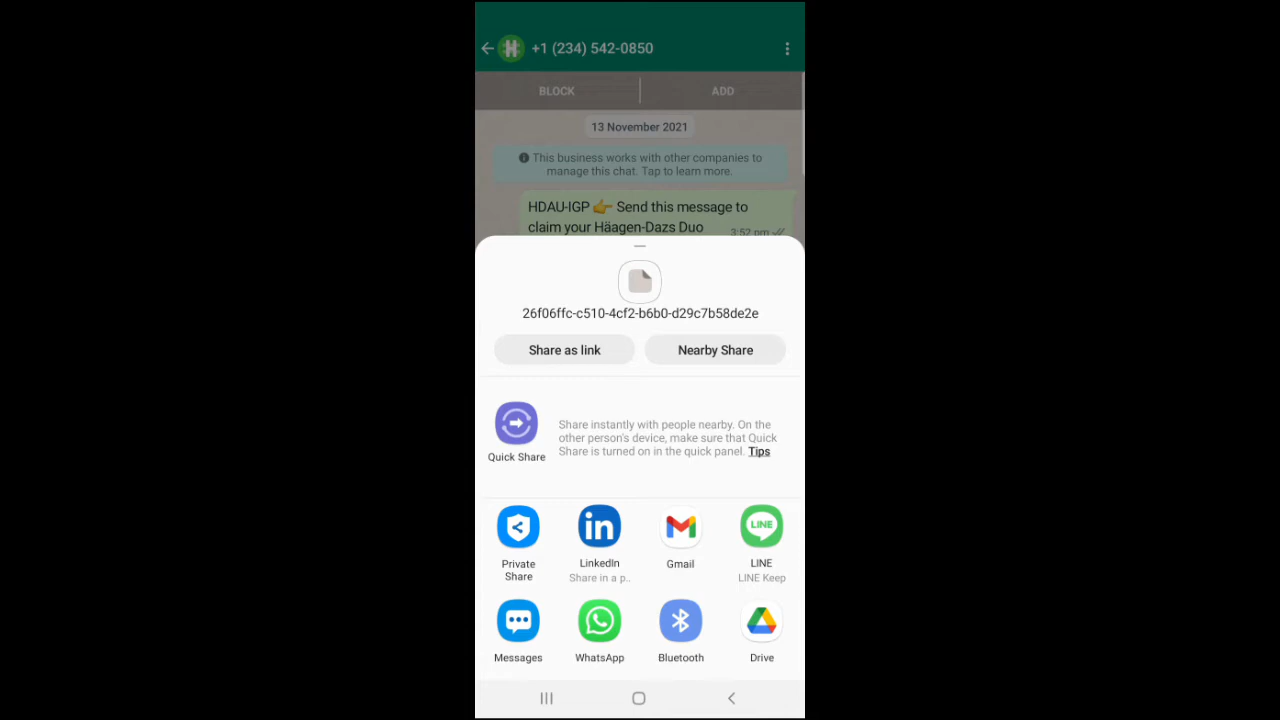 +1 (234) 542-0850
BLOCK
ADD
13 November 2021
This business works with other companies to
manage this chat. Tap to learn more.
HDAU-IGP 👉 Send this message to
claim your Häagen-Dazs Duo
3:52 pm
26f06ffc-c510-4cf2-b6b0-d29c7b58de2e
Share as link
Nearby Share
Share instantly with people nearby. On the
other person's device, make sure that Quick
Share is turned on in the quick panel. Tips
Quick Share
Private
Share
LinkedIn
Share in a p..
Gmail
LINE
LINE
LINE Keep
Messages
WhatsApp
Bluetooth
Drive